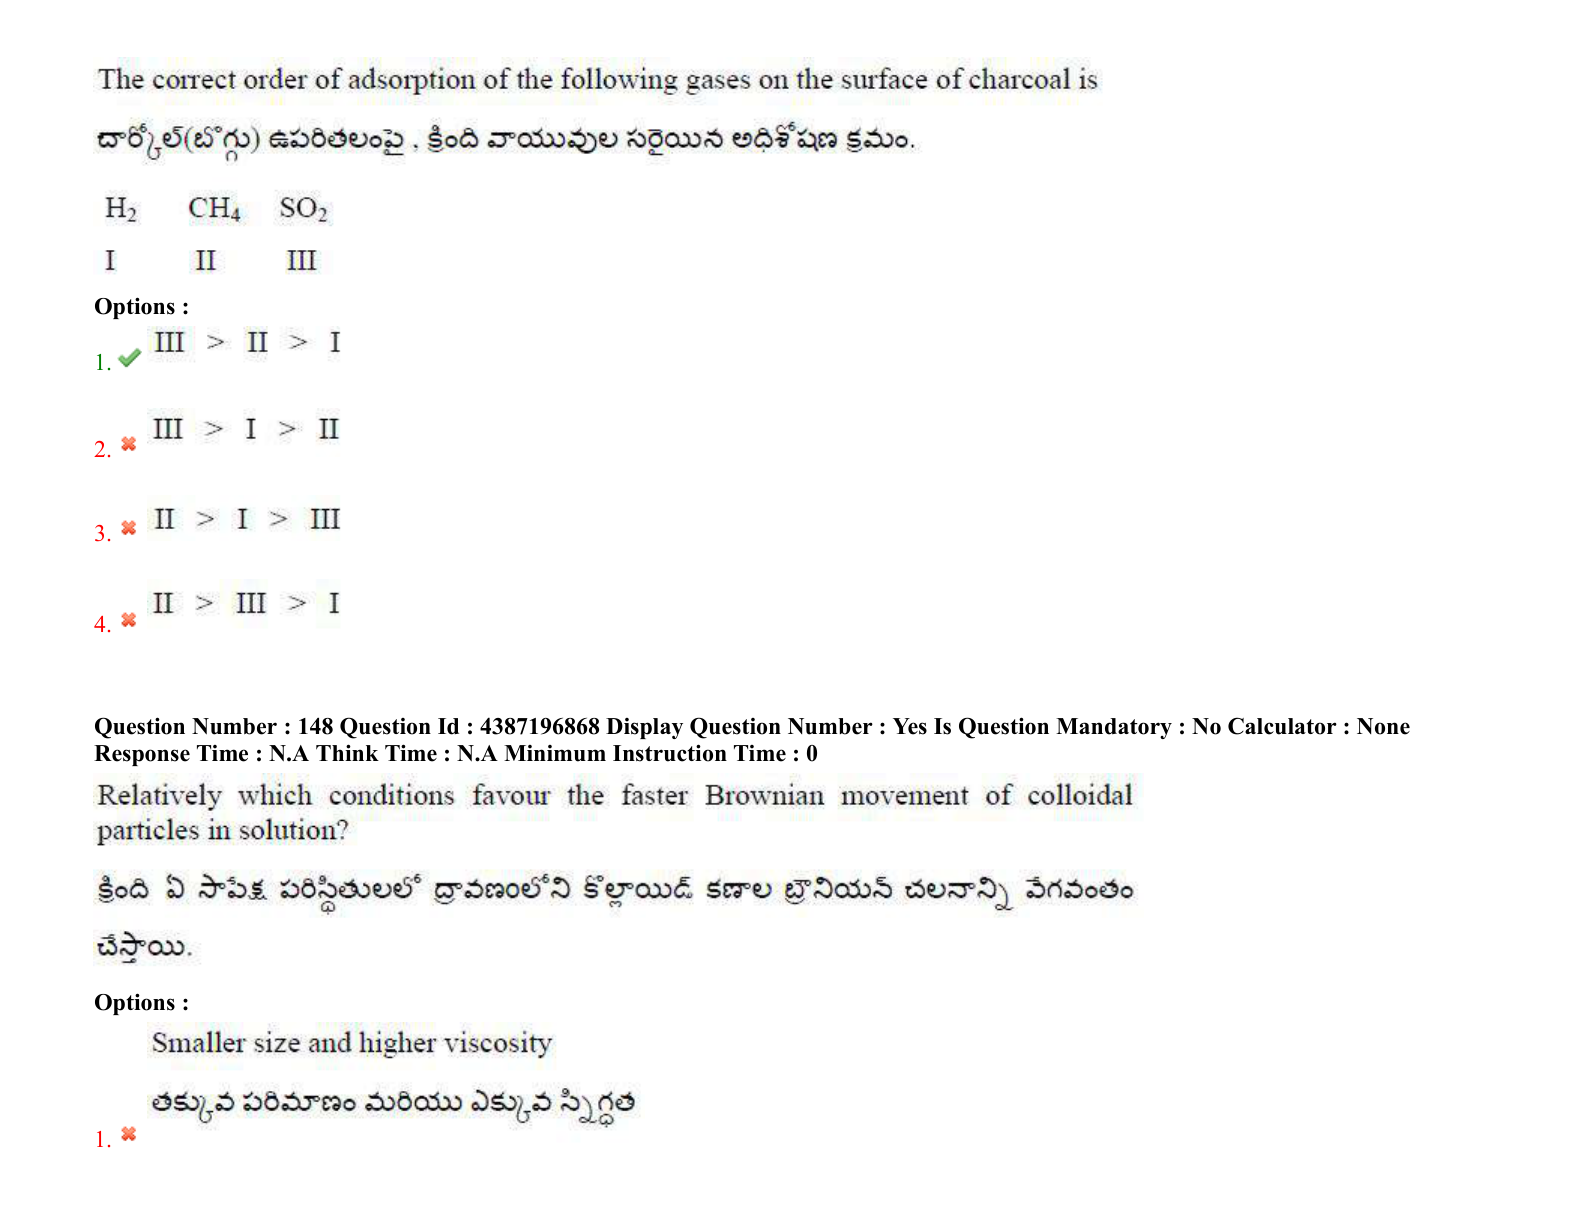 The correct order of adsorption of the following gases on the surface of charcoal is
చార్కోల్(బొగ్గు) ఉపరితలంపై , క్రింది వాయువుల సరైయిన అధిశోషణ క్రమం.
H₂ CH₄ SO₂
I II III
Options :
III > II > I
1.
III > I > II
2.
II > I > III
3.
II > III > I
4.
Question Number : 148 Question Id : 4387196868 Display Question Number : Yes Is Question Mandatory : No Calculator : None
Response Time : N.A Think Time : N.A Minimum Instruction Time : 0
Relatively which conditions favour the faster Brownian movement of colloidal
particles in solution?
క్రింది ఏ సాపేక్ష పరిస్థితులలో ద్రావణంలోని కొల్లాయిడ్ కణాల బ్రౌనియన్ చలనాన్ని వేగవంతం
చేస్తాయి.
Options :
Smaller size and higher viscosity
తక్కువ పరిమాణం మరియు ఎక్కువ స్నిగ్ధత
1.